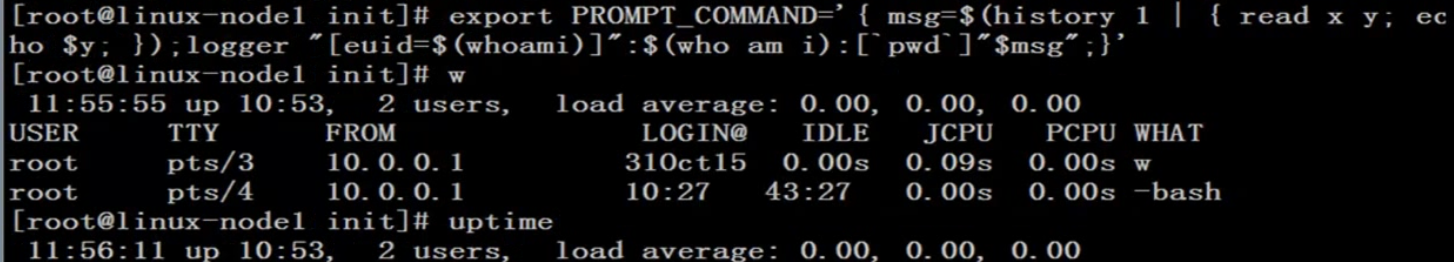 [root@linux-node1 init]# export PROMPT_COMMAND='{ msg=$(history 1 | { read x y; ec
ho $y; });logger "[euid=$(whoami)]":$(who am i):[`pwd`]"$msg";}'
[root@linux-node1 init]# w
 11:55:55 up 10:53,  2 users,  load average: 0.00, 0.00, 0.00
USER     TTY      FROM              LOGIN@   IDLE   JCPU   PCPU WHAT
root     pts/3    10.0.0.1         31Oct15  0.00s  0.09s  0.00s w
root     pts/4    10.0.0.1         10:27   43:27   0.00s  0.00s -bash
[root@linux-node1 init]# uptime
 11:56:11 up 10:53,  2 users,  load average: 0.00, 0.00, 0.00